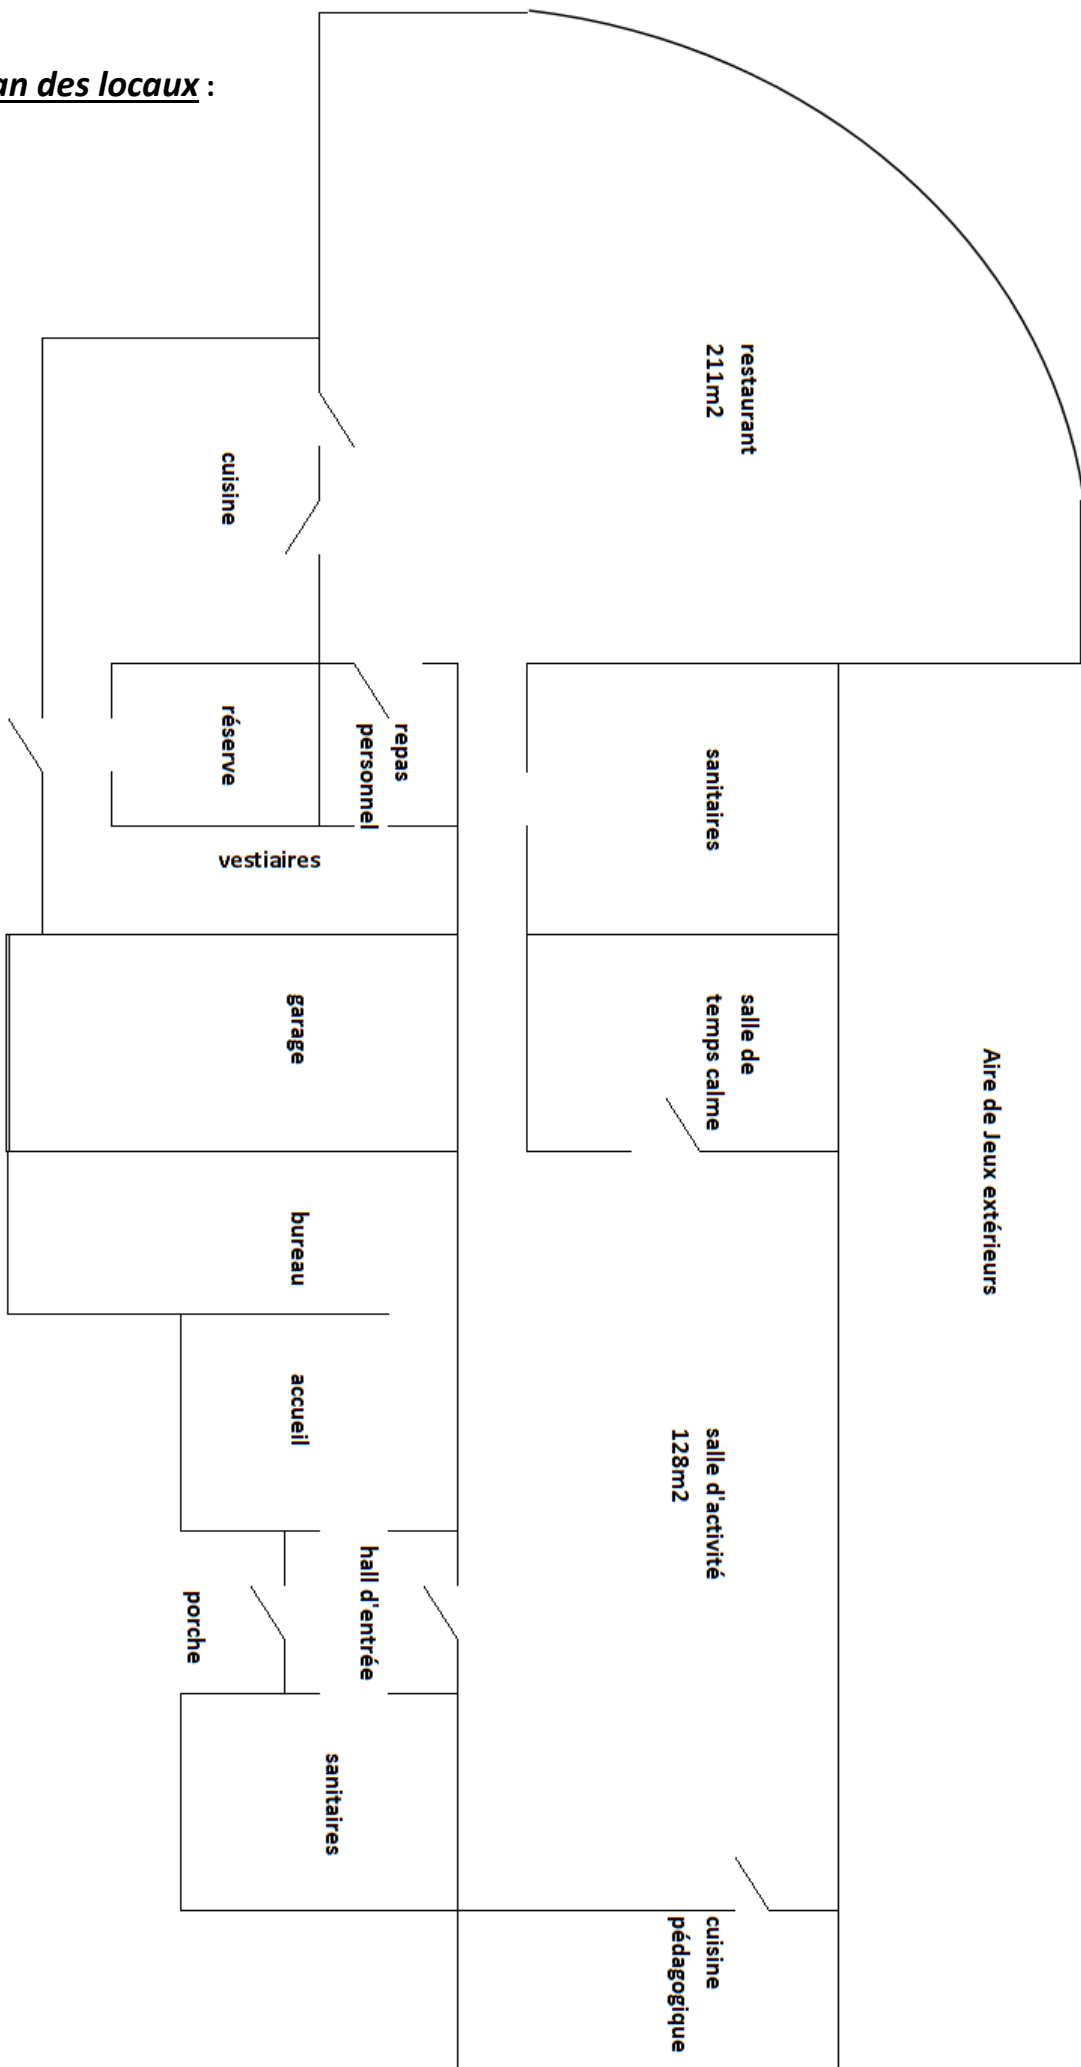 an des locaux :
restaurant
211m2
cuisine
réserve
repas
personnel
sanitaires
vestiaires
garage
salle de
temps calme
Aire de Jeux extérieurs
bureau
accueil
salle d'activité
128m2
hall d'entrée
porche
sanitaires
cuisine
pédagogique